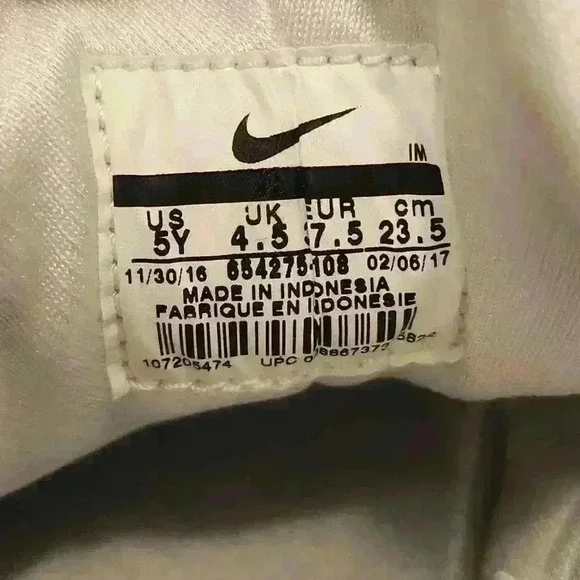 IM
US UK EUR cm
5Y 4.5 37.5 23.5
11/30/16 654275-108 02/06/17
MADE IN INDONESIA
FABRIQUE EN INDONESIE
107205474 UPC